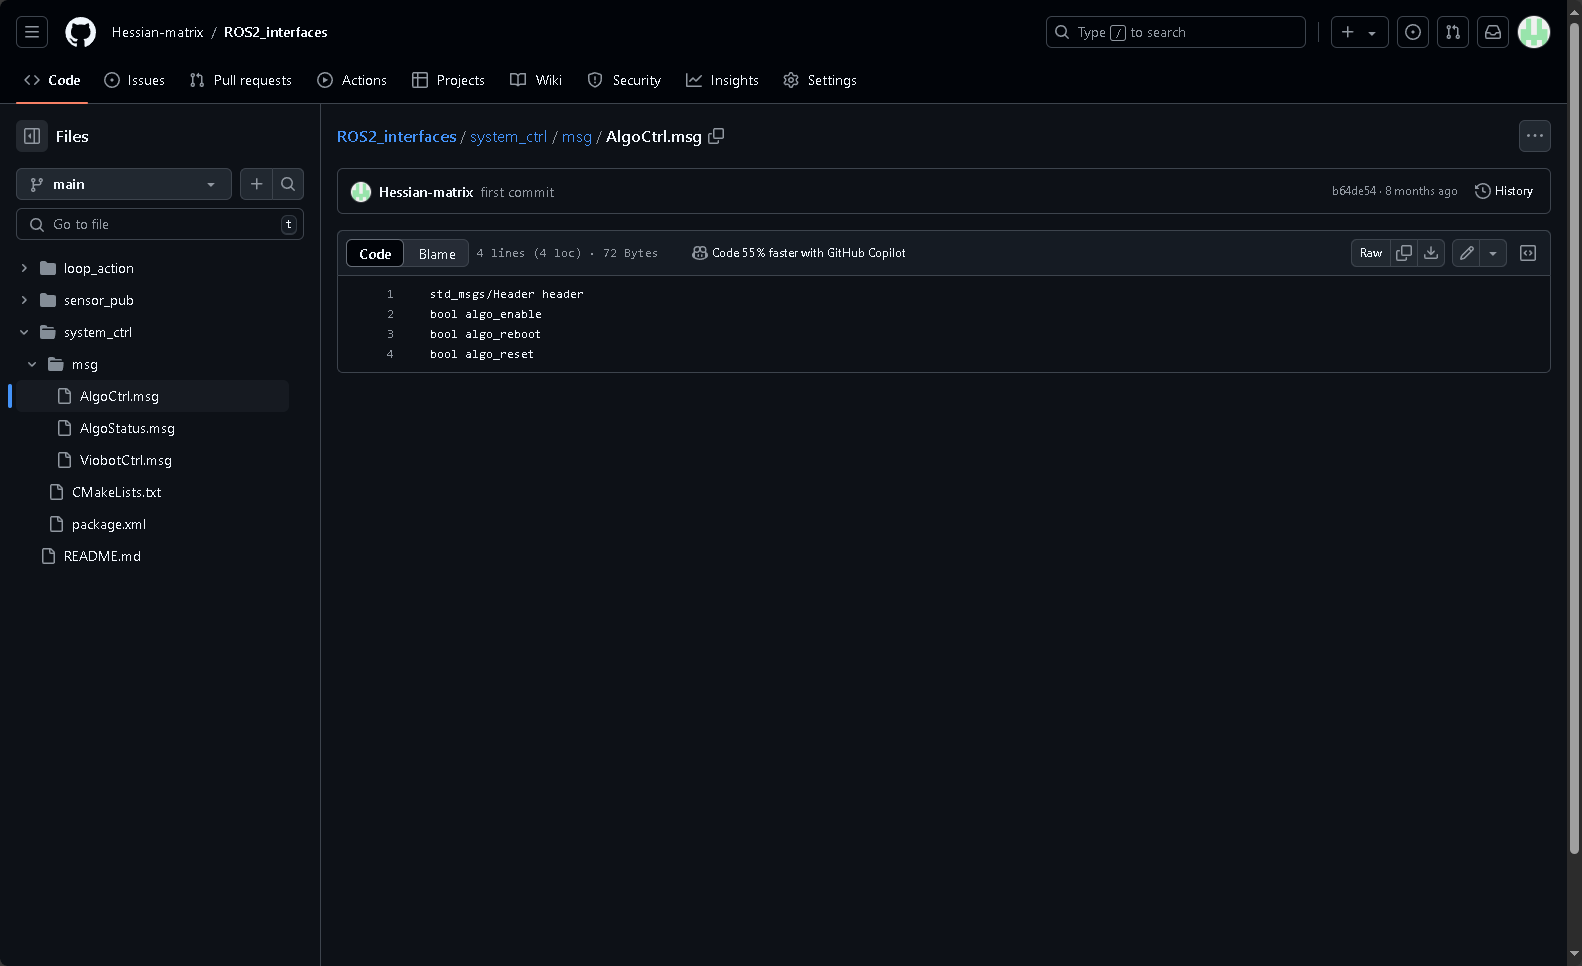 Hessian-matrix / ROS2_interfaces
Type / to search
Code Issues Pull requests Actions Projects Wiki Security Insights Settings
Files
main
Go to file t
loop_action
sensor_pub
system_ctrl
msg
AlgoCtrl.msg
AlgoStatus.msg
ViobotCtrl.msg
CMakeLists.txt
package.xml
README.md
ROS2_interfaces / system_ctrl / msg / AlgoCtrl.msg
Hessian-matrix first commit
b64de54 · 8 months ago History
Code Blame 4 lines (4 loc) · 72 Bytes Code 55% faster with GitHub Copilot Raw
1 std_msgs/Header header
2 bool algo_enable
3 bool algo_reboot
4 bool algo_reset